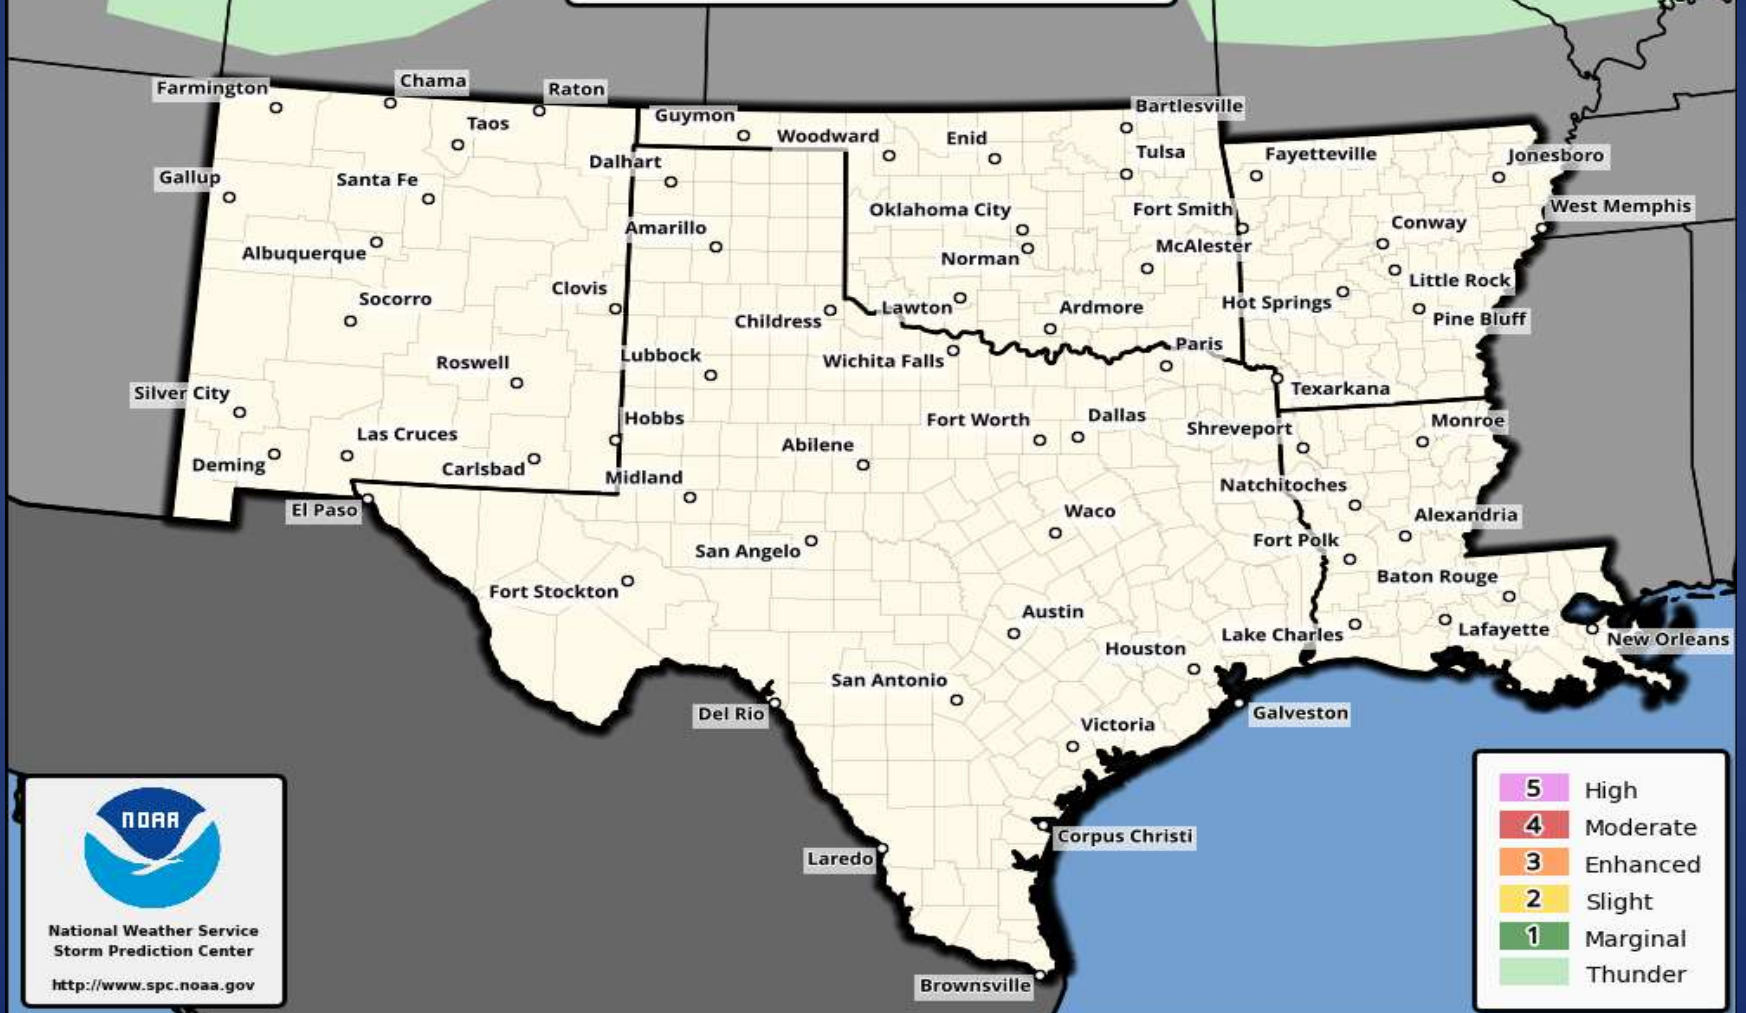 Farmington
Chama
Raton
Taos
Guymon
Woodward
Enid
Bartlesville
Tulsa
Fayetteville
Jonesboro
Gallup
Santa Fe
Dalhart
Amarillo
Oklahoma City
Fort Smith
Conway
West Memphis
Albuquerque
Norman
McAlester
Little Rock
Socorro
Clovis
Childress
Lawton
Ardmore
Hot Springs
Pine Bluff
Roswell
Lubbock
Wichita Falls
Paris
Texarkana
Silver City
Las Cruces
Hobbs
Abilene
Fort Worth
Dallas
Shreveport
Monroe
Deming
Carlsbad
Midland
Natchitoches
El Paso
Waco
Alexandria
San Angelo
Fort Polk
Fort Stockton
Baton Rouge
Austin
Lake Charles
Lafayette
New Orleans
Houston
San Antonio
Del Rio
Galveston
Victoria
Corpus Christi
Laredo
Brownsville
NOAA
National Weather Service
Storm Prediction Center
http://www.spc.noaa.gov
5 High
4 Moderate
3 Enhanced
2 Slight
1 Marginal
Thunder